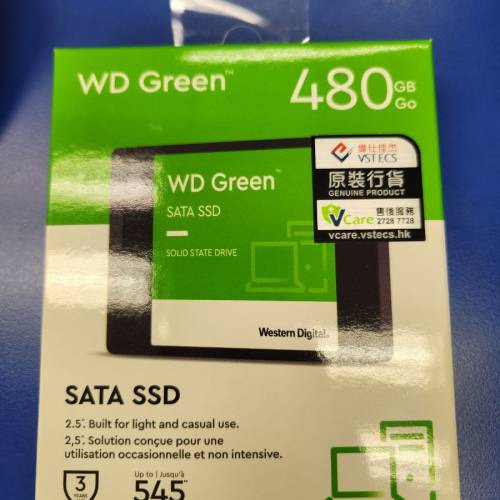 WD Green™
480 GB
Go
偉仕佳杰
VSTECS
原裝行貨
GENUINE PRODUCT
VCare 售後服務
2728 7728
vcare.vstecs.hk
WD Green™
SATA SSD
SOLID STATE DRIVE
Western Digital.
SATA SSD
2.5". Built for light and casual use.
2,5". Solution conçue pour une
utilisation occasionnelle et non intensive.
3
YEARS
Up to | Jusqu'à
545